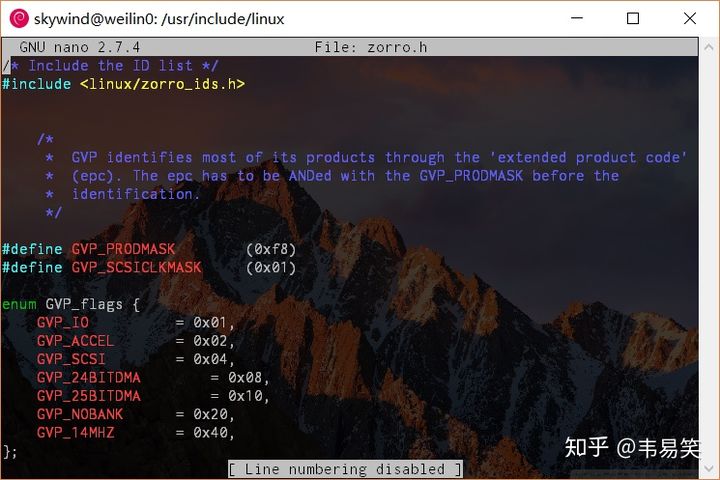 skywind@weilin0: /usr/include/linux
GNU nano 2.7.4 File: zorro.h
/* Include the ID list */
#include <linux/zorro_ids.h>
/*
* GVP identifies most of its products through the 'extended product code'
* (epc). The epc has to be ANDed with the GVP_PRODMASK before the
* identification.
*/
#define GVP_PRODMASK (0xf8)
#define GVP_SCSICLKMASK (0x01)
enum GVP_flags {
GVP_IO = 0x01,
GVP_ACCEL = 0x02,
GVP_SCSI = 0x04,
GVP_24BITDMA = 0x08,
GVP_25BITDMA = 0x10,
GVP_NOBANK = 0x20,
GVP_14MHZ = 0x40,
};
[ Line numbering disabled ]
知乎 @韦易笑